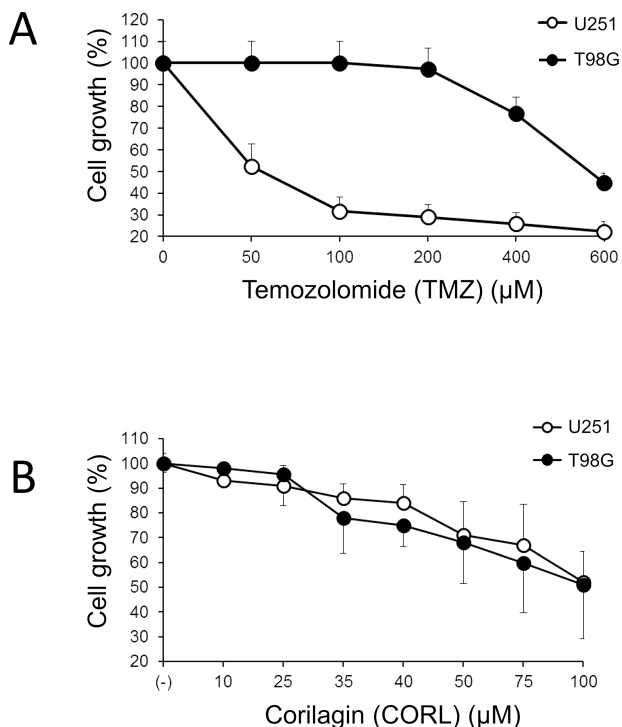 A
Cell growth (%)
120
110
100
90
80
70
60
50
40
30
20
0 50 100 200 400 600
Temozolomide (TMZ) (µM)
U251
T98G
B
Cell growth (%)
110
100
90
80
70
60
50
40
30
20
(-) 10 25 35 40 50 75 100
Corilagin (CORL) (µM)
U251
T98G